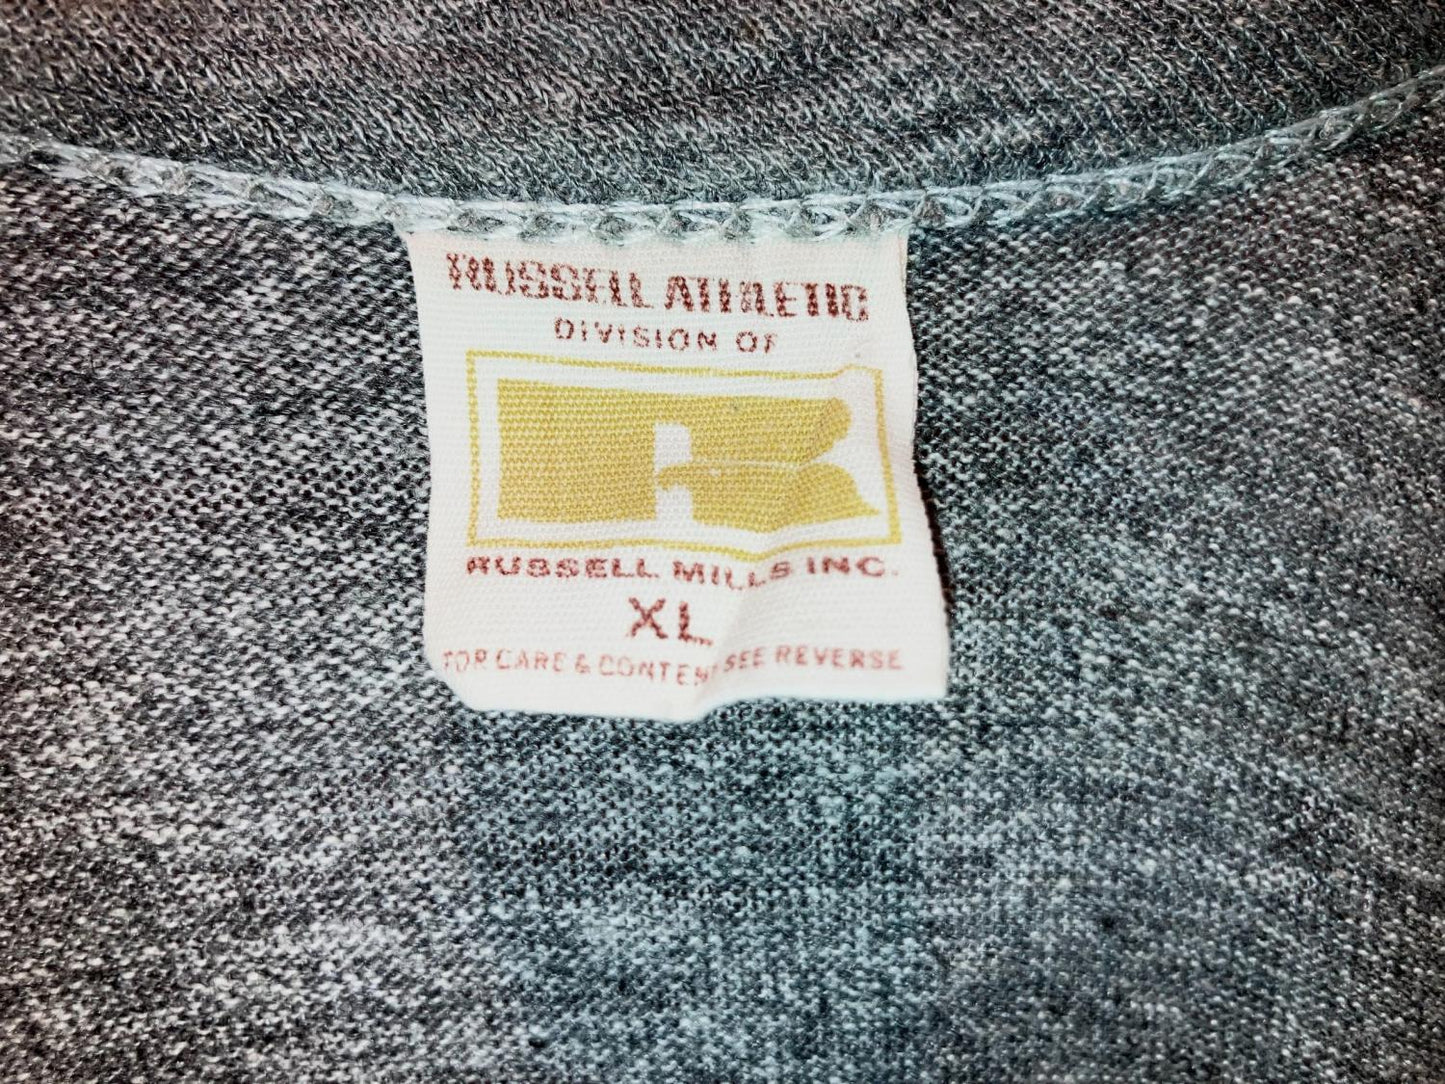 RUSSELL ATHLETIC
DIVISION OF
R
RUSSELL MILLS INC.
XL
FOR CARE & CONTENT SEE REVERSE